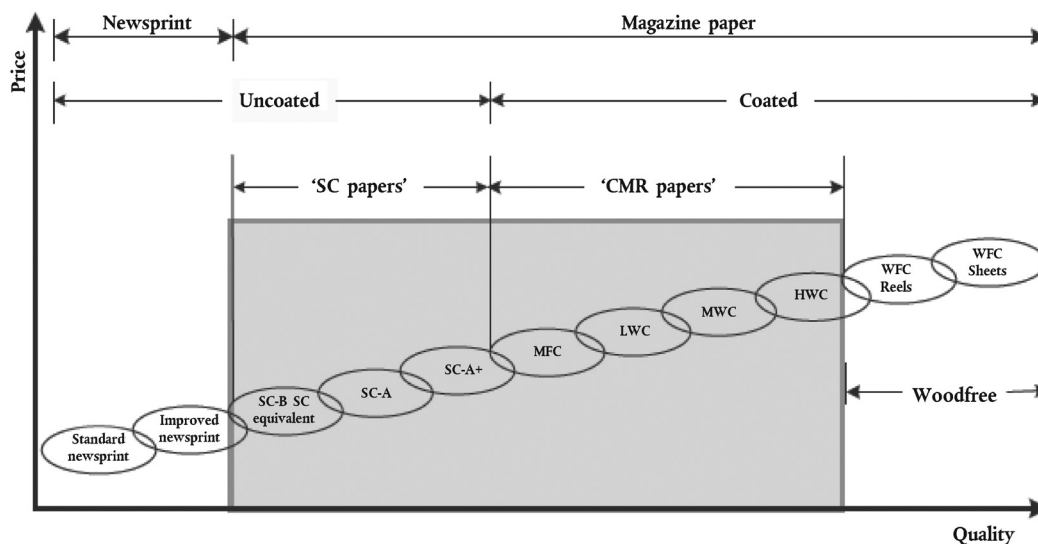 Newsprint
Magazine paper
Price
Uncoated
Coated
'SC papers'
'CMR papers'
WFC
Sheets
WFC
Reels
HWC
MWC
LWC
MFC
SC-A+
SC-A
SC-B SC
equivalent
Improved
newsprint
Standard
newsprint
Woodfree
Quality